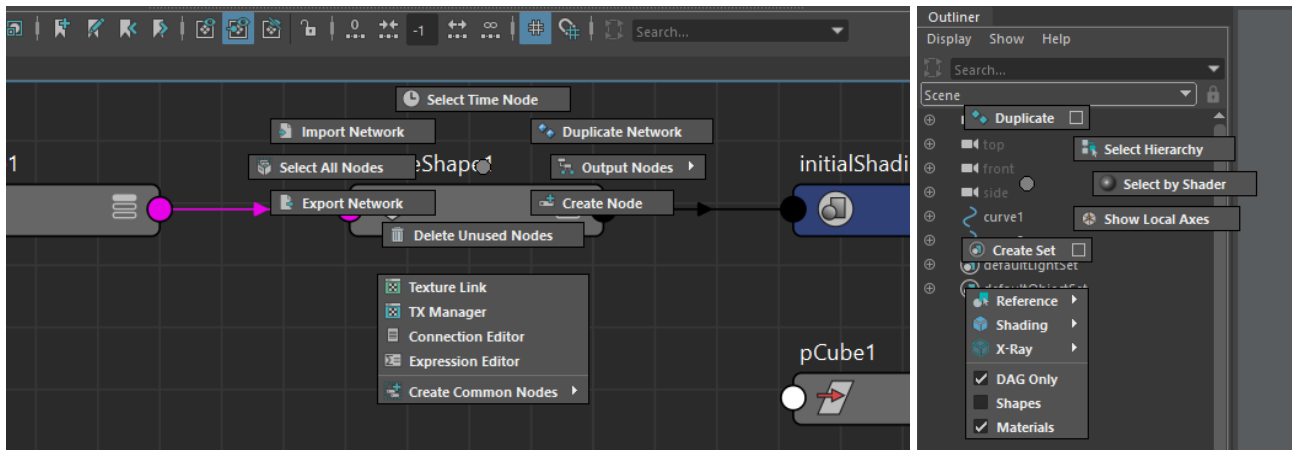 0
-1
∞
Search...
Select Time Node
Import Network
Duplicate Network
1
Select All Nodes
eShape1
Output Nodes
initialShadi
Export Network
Create Node
Delete Unused Nodes
Texture Link
TX Manager
Connection Editor
Expression Editor
Create Common Nodes
pCube1
Outliner
Display Show Help
Search...
Scene
Duplicate
top
Select Hierarchy
front
Select by Shader
side
curve1
Show Local Axes
Create Set
defaultLightSet
defaultObjectSet
Reference
Shading
X-Ray
DAG Only
Shapes
Materials